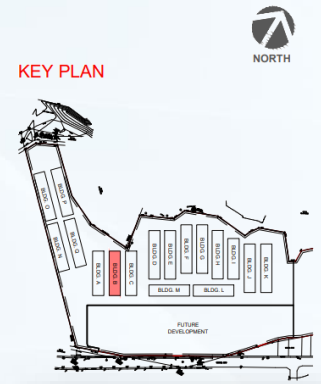 NORTH
KEY PLAN
BLDG. O
BLDG. P
BLDG. N
BLDG. Q
BLDG. A
BLDG. B
BLDG. C
BLDG. D
BLDG. E
BLDG. F
BLDG. G
BLDG. H
BLDG. I
BLDG. J
BLDG. K
BLDG. M
BLDG. L
FUTURE
DEVELOPMENT